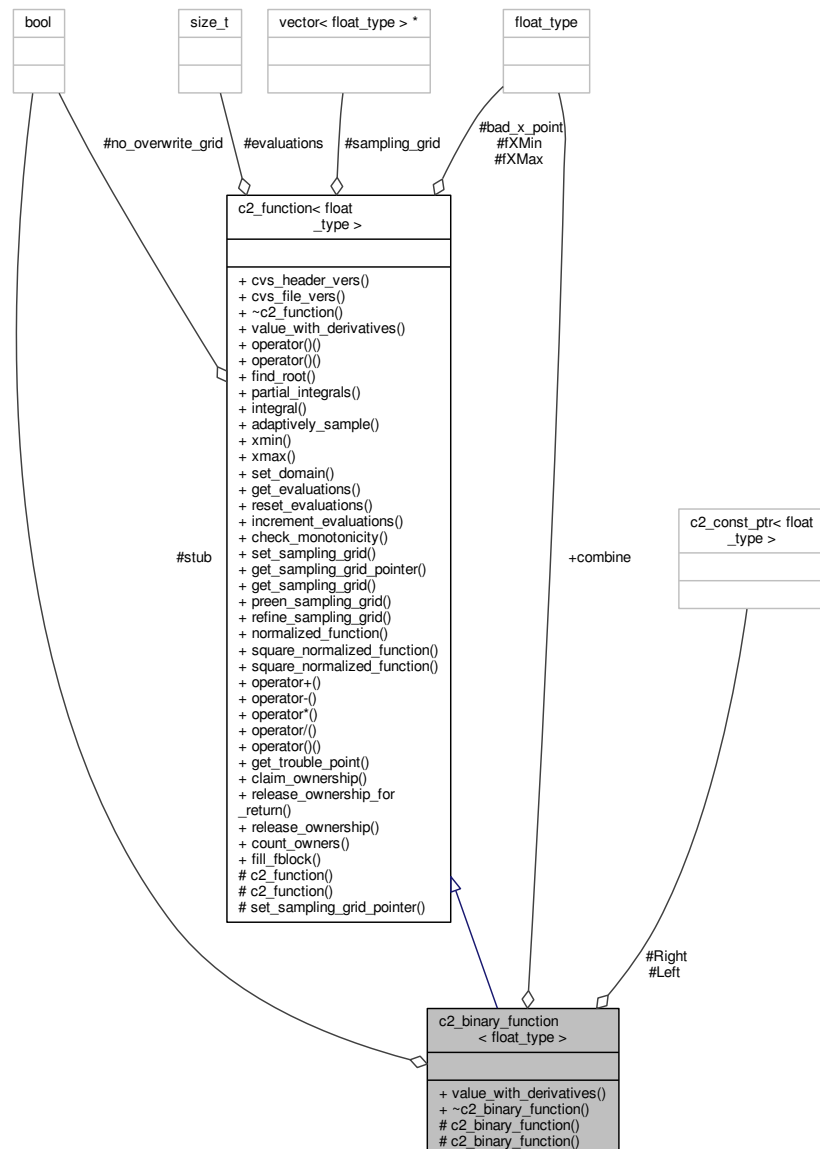 bool
size_t
vector< float_type > *
float_type
#no_overwrite_grid
#evaluations
#sampling_grid
#bad_x_point
#fXMin
#fXMax
c2_function< float
_type >
+ cvs_header_vers()
+ cvs_file_vers()
+ ~c2_function()
+ value_with_derivatives()
+ operator()()
+ operator()()
+ find_root()
+ partial_integrals()
+ integral()
+ adaptively_sample()
+ xmin()
+ xmax()
+ set_domain()
+ get_evaluations()
+ reset_evaluations()
+ increment_evaluations()
+ check_monotonicity()
+ set_sampling_grid()
+ get_sampling_grid_pointer()
+ get_sampling_grid()
+ preen_sampling_grid()
+ refine_sampling_grid()
+ normalized_function()
+ square_normalized_function()
+ square_normalized_function()
+ operator+()
+ operator-()
+ operator*()
+ operator/()
+ operator()()
+ get_trouble_point()
+ claim_ownership()
+ release_ownership_for
_return()
+ release_ownership()
+ count_owners()
+ fill_fblock()
# c2_function()
# c2_function()
# set_sampling_grid_pointer()
#stub
+combine
c2_const_ptr< float
_type >
#Right
#Left
c2_binary_function
< float_type >
+ value_with_derivatives()
+ ~c2_binary_function()
# c2_binary_function()
# c2_binary_function()